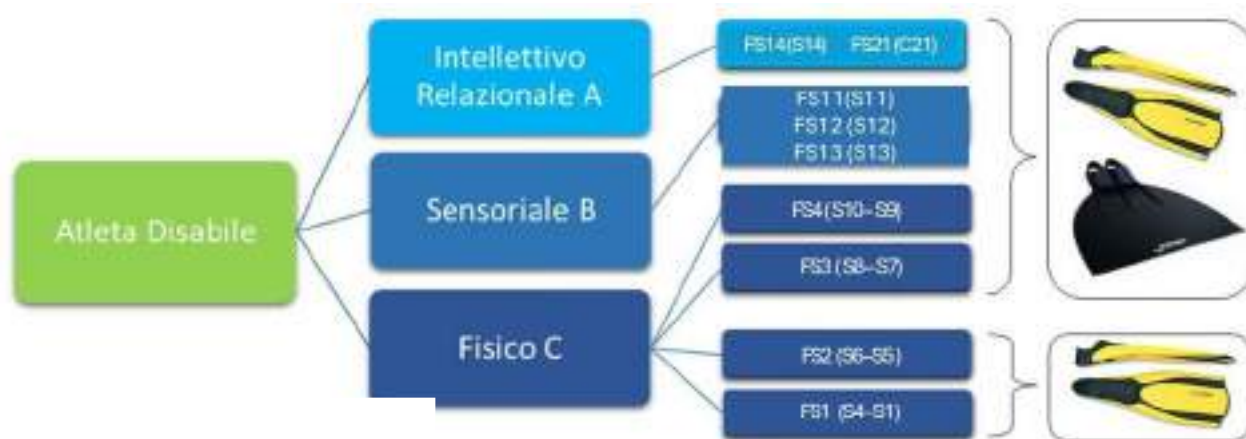 Atleta Disabile
Intellettivo
Relazionale A
Sensoriale B
Fisico C
FS14(S14) FS21(C21)
FS11(S11)
FS12(S12)
FS13(S13)
FS4(S10-S9)
FS3(S8-S7)
FS2(S6-S5)
FS1 (S4-S1)